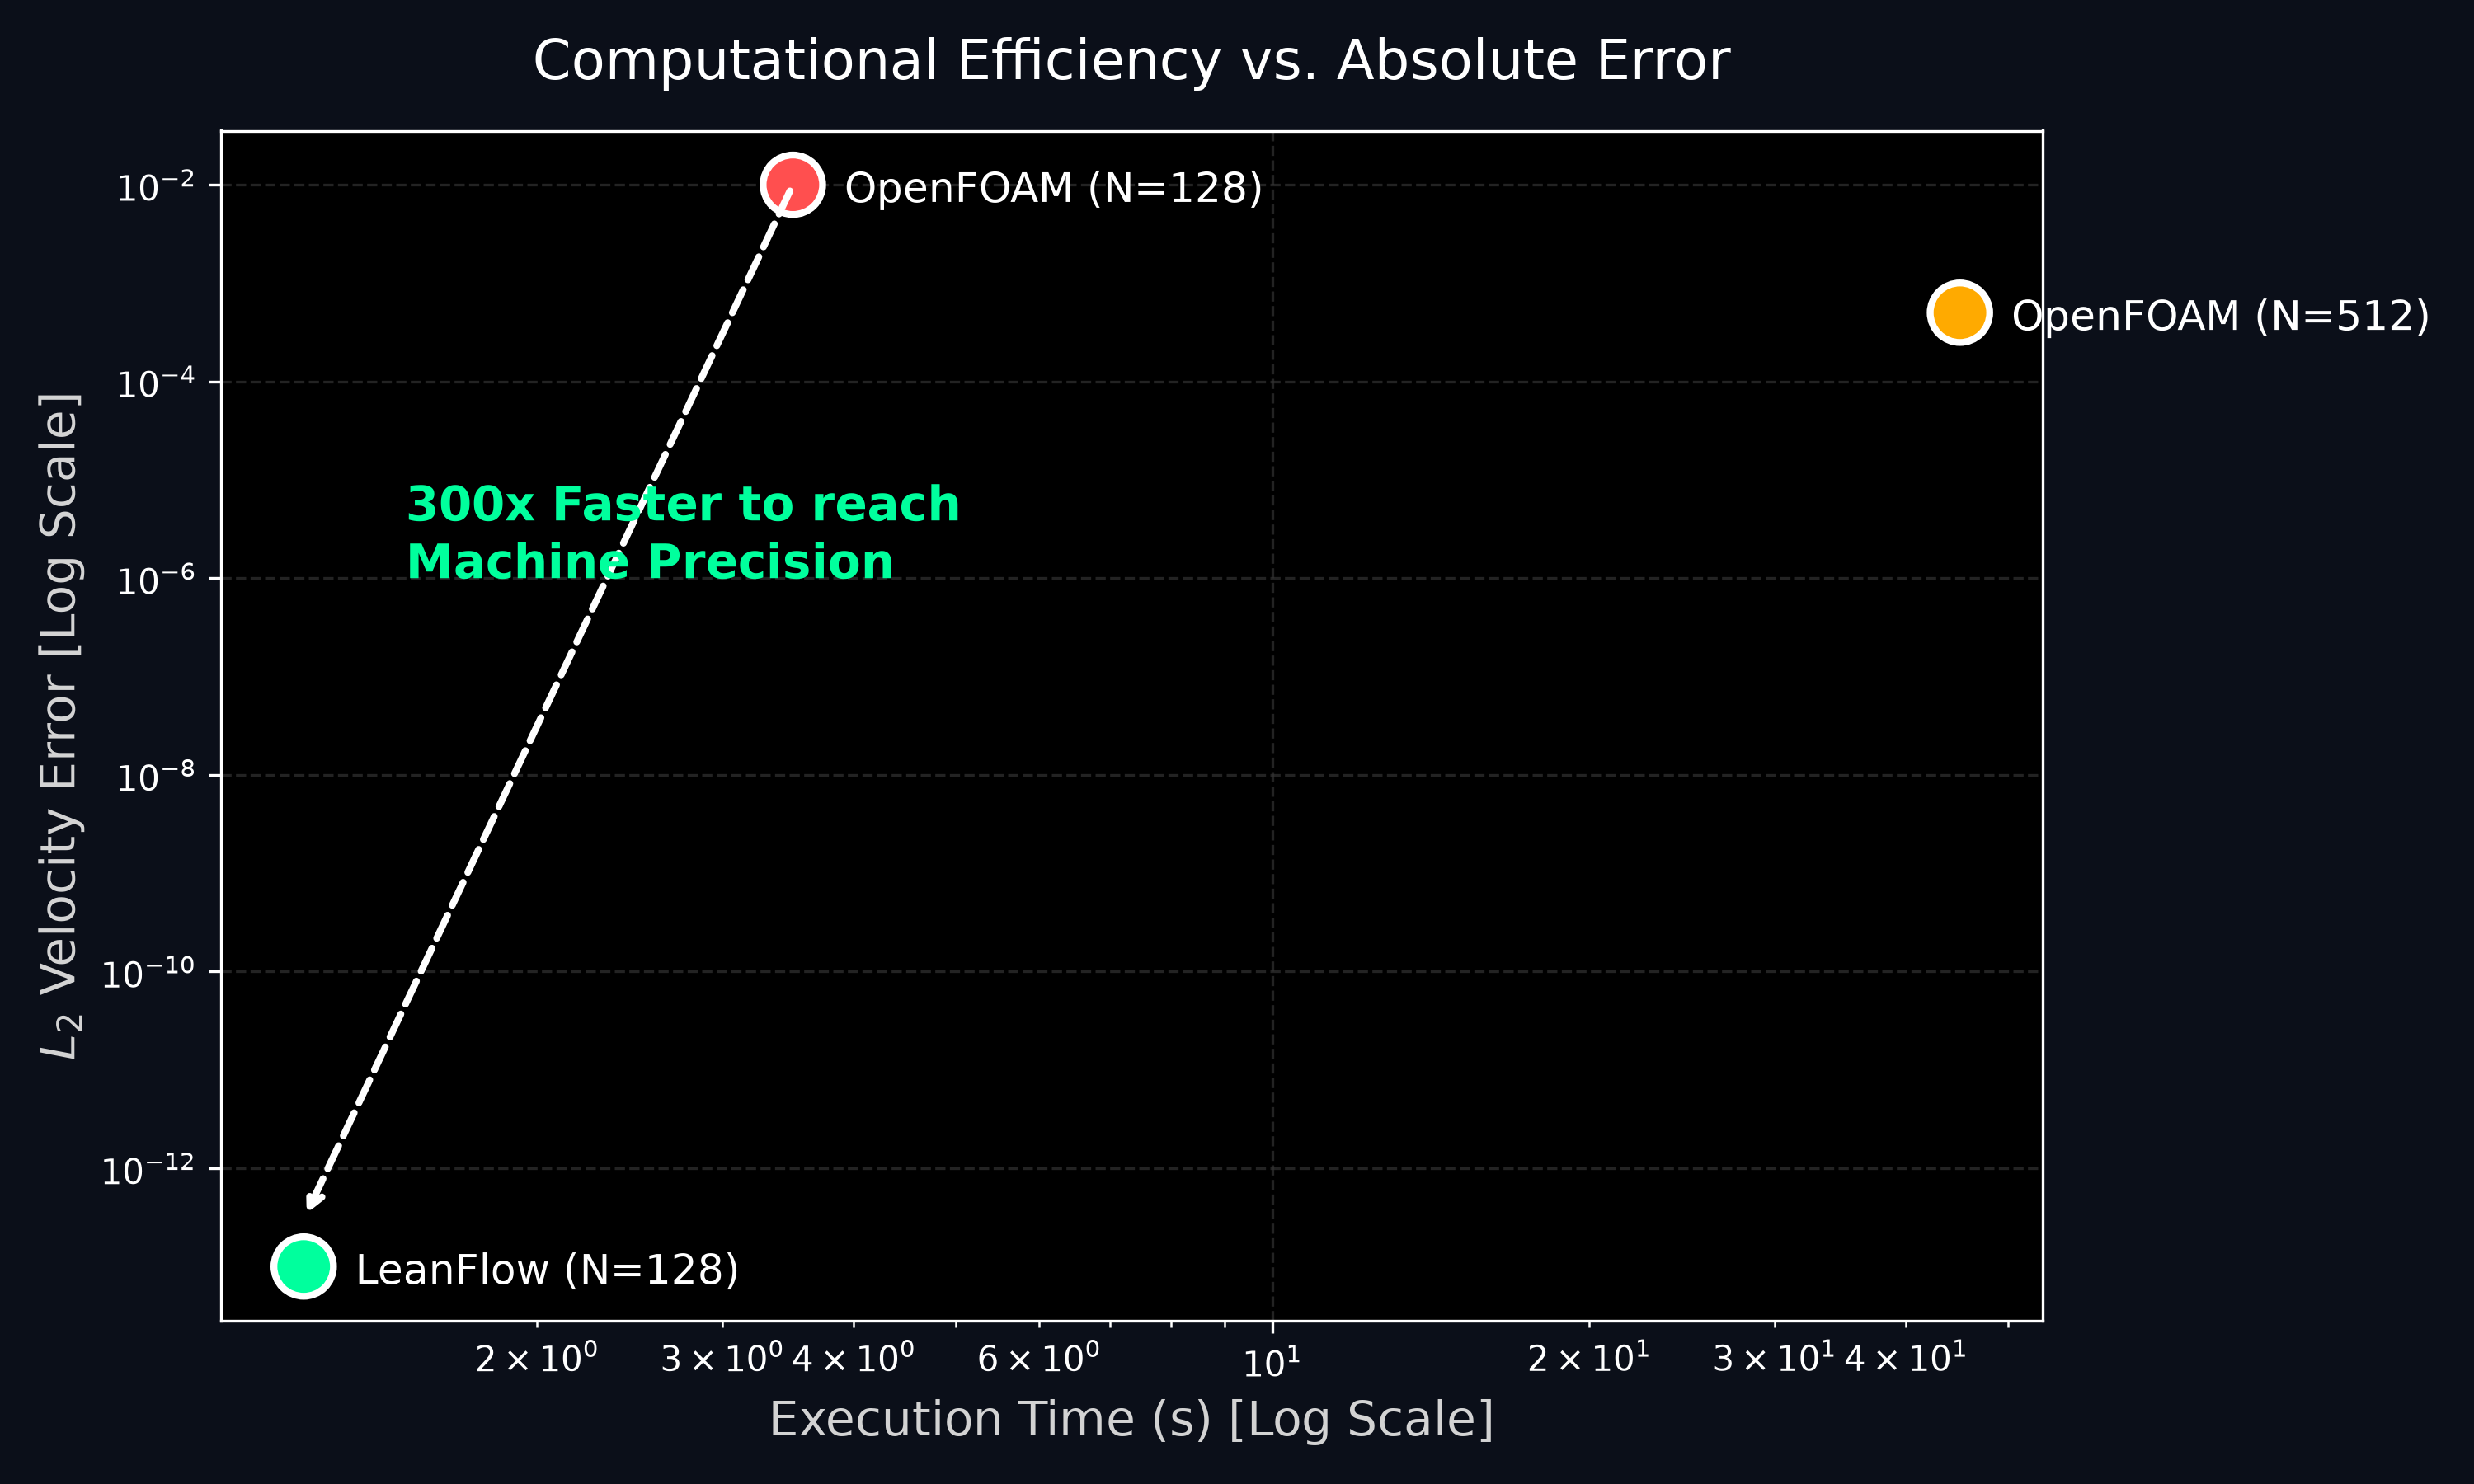 Computational Efficiency vs. Absolute Error
L₂ Velocity Error [Log Scale]
10⁻²
10⁻⁴
10⁻⁶
10⁻⁸
10⁻¹⁰
10⁻¹²
OpenFOAM (N=128)
OpenFOAM (N=512)
300x Faster to reach
Machine Precision
LeanFlow (N=128)
2 × 10⁰ 3 × 10⁰ 4 × 10⁰ 6 × 10⁰ 10¹ 2 × 10¹ 3 × 10¹ 4 × 10¹
Execution Time (s) [Log Scale]